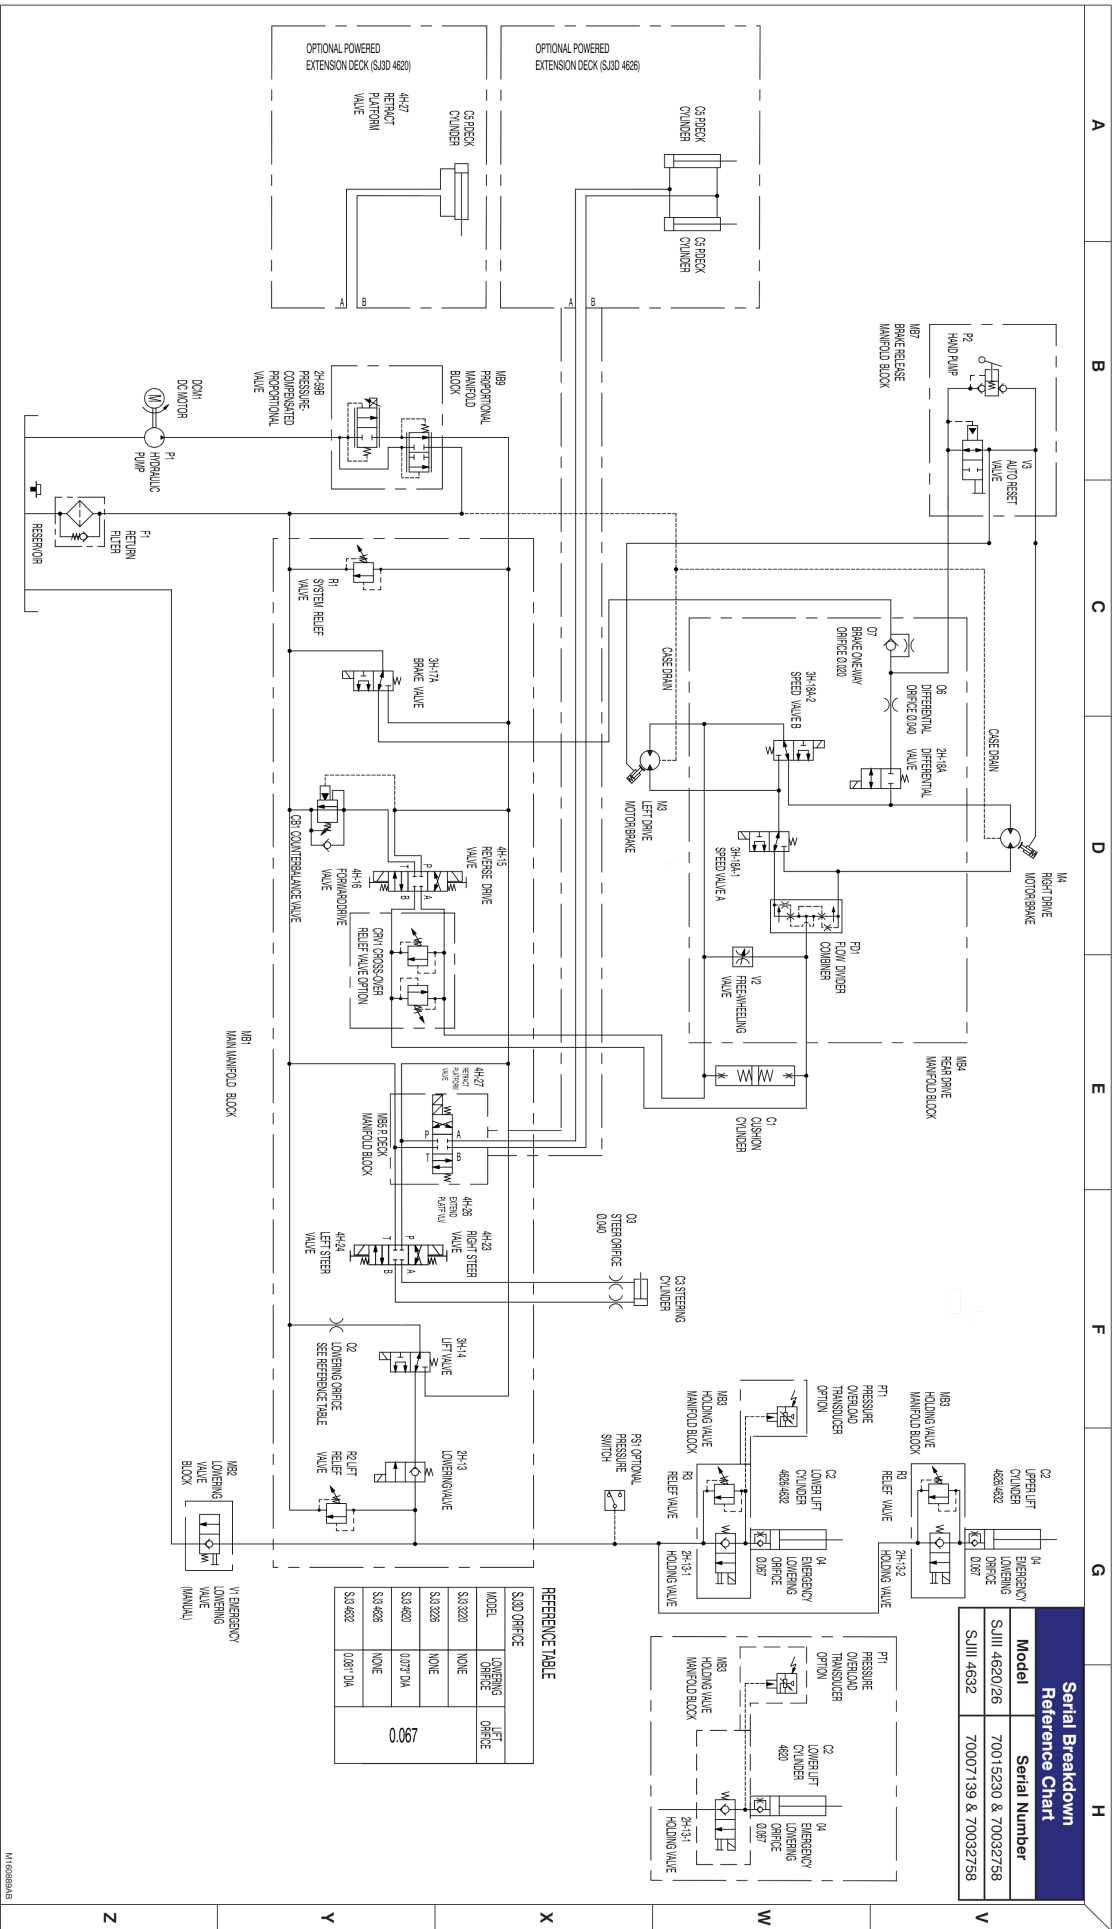 A
B
C
D
E
F
G
H
V
W
X
Y
Z
Serial Breakdown
Reference Chart
Model
Serial Number
SJIII 4620/26
70015230 & 70032758
SJIII 4632
70007139 & 70032758
OPTIONAL POWERED
EXTENSION DECK (SJ3D 4626)
C5 P.DECK
CYLINDER
C5 P.DECK
CYLINDER
A
B
OPTIONAL POWERED
EXTENSION DECK (SJ3D 4620)
4H-27
RETRACT
PLATFORM
VALVE
C5 P.DECK
CYLINDER
A
B
P2
HAND PUMP
MB7
BRAKE RELEASE
MANIFOLD BLOCK
V3
AUTO RESET
VALVE
MB9
PROPORTIONAL
MANIFOLD
BLOCK
2H-59B
PRESSURE-
COMPENSATED
PROPORTIONAL
VALVE
DCM1
DC MOTOR
M
P1
HYDRAULIC
PUMP
F1
RETURN
FILTER
RESERVOIR
R1
SYSTEM RELIEF
VALVE
3H-17A
BRAKE VALVE
O7
BRAKE ONE-WAY
ORIFICE Ø.020
O6
DIFFERENTIAL
ORIFICE Ø.040
2H-18A
DIFFERENTIAL
VALVE
3H-18A-2
SPEED VALVE B
CASE DRAIN
CASE DRAIN
M4
RIGHT DRIVE
MOTOR/BRAKE
M3
LEFT DRIVE
MOTOR/BRAKE
3H-18A-1
SPEED VALVE A
FD1
FLOW DIVIDER
COMBINER
V2
FREE-WHEELING
VALVE
MB4
REAR DRIVE
MANIFOLD BLOCK
C1
CUSHION
CYLINDER
4H-15
REVERSE DRIVE
VALVE
P
T
A
B
4H-16
FORWARD DRIVE
VALVE
CB1 COUNTERBALANCE VALVE
CRV1 CROSS-OVER
RELIEF VALVE OPTION
MB1
MAIN MANIFOLD BLOCK
4H-27
RETRACT
PLATFORM
VALVE
P
A
T
B
MB6 P. DECK
MANIFOLD BLOCK
4H-26
EXTEND
PLATF VLV
4H-23
RIGHT STEER
VALVE
P
T
A
B
4H-24
LEFT STEER
VALVE
O3
STEER ORIFICE
Ø.040
C3 STEERING
CYLINDER
3H-14
LIFT VALVE
O2
LOWERING ORIFICE
SEE REFERENCE TABLE
2H-13
LOWERING VALVE
R2 LIFT
RELIEF
VALVE
MB2
LOWERING
VALVE
BLOCK
V1 EMERGENCY
LOWERING
VALVE
(MANUAL)
PS1 OPTIONAL
PRESSURE
SWITCH
PT1
PRESSURE
OVERLOAD
TRANSDUCER
OPTION
MB3
HOLDING VALVE
MANIFOLD BLOCK
C2
LOWER LIFT
CYLINDER
4626/4632
R3
RELIEF VALVE
04
EMERGENCY
LOWERING
ORIFICE
Ø.067
2H-13-1
HOLDING VALVE
MB3
HOLDING VALVE
MANIFOLD BLOCK
C2
UPPER LIFT
CYLINDER
4626/4632
R3
RELIEF VALVE
04
EMERGENCY
LOWERING
ORIFICE
Ø.067
2H-13-2
HOLDING VALVE
PT1
PRESSURE
OVERLOAD
TRANSDUCER
OPTION
MB3
HOLDING VALVE
MANIFOLD BLOCK
C2
LOWER LIFT
CYLINDER
4620
04
EMERGENCY
LOWERING
ORIFICE
Ø.067
2H-13-1
HOLDING VALVE
REFERENCE TABLE
SJ3D ORIFICE
MODEL
LOWERING
ORIFICE
LIFT
ORIFICE
SJ3 3220
NONE
SJ3 3226
NONE
SJ3 4620
0.073" DIA
SJ3 4626
NONE
SJ3 4632
0.081" DIA
0.067
M160889AB